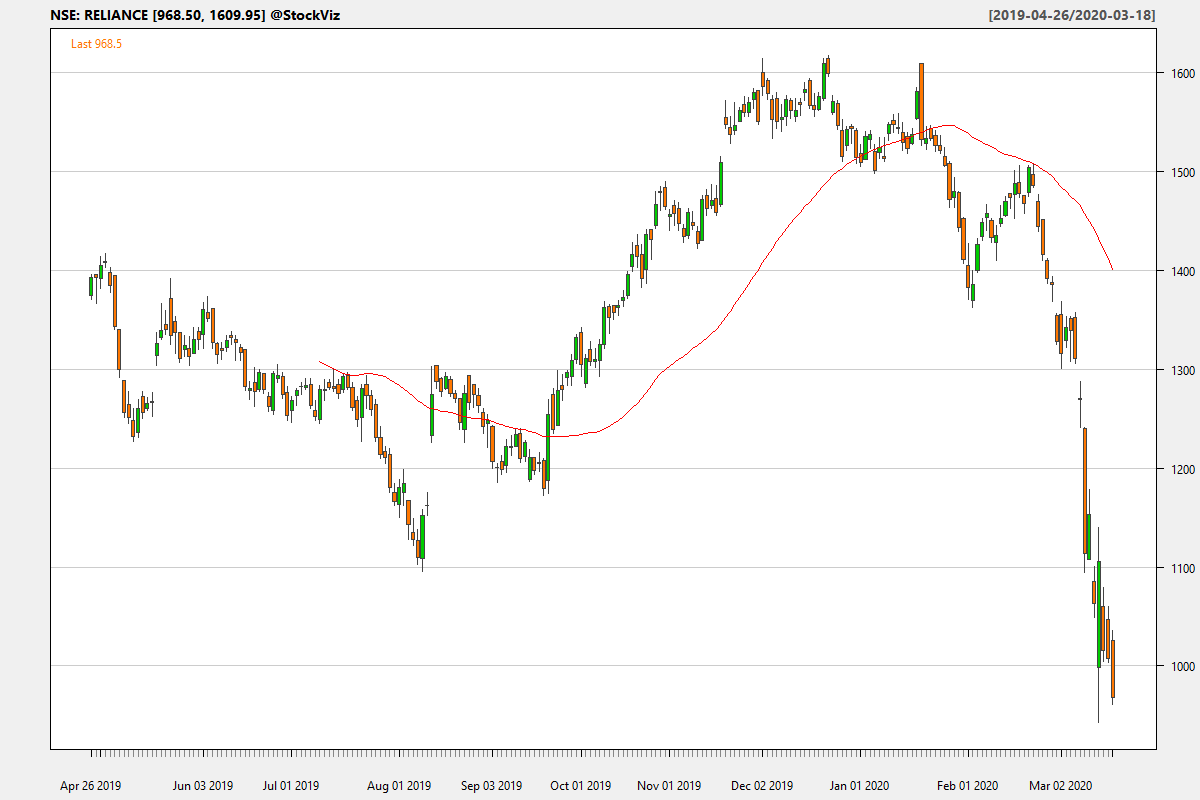 NSE: RELIANCE [968.50, 1609.95] @StockViz
[2019-04-26/2020-03-18]
Last 968.5
1600
1500
1400
1300
1200
1100
1000
Apr 26 2019 Jun 03 2019 Jul 01 2019 Aug 01 2019 Sep 03 2019 Oct 01 2019 Nov 01 2019 Dec 02 2019 Jan 01 2020 Feb 01 2020 Mar 02 2020